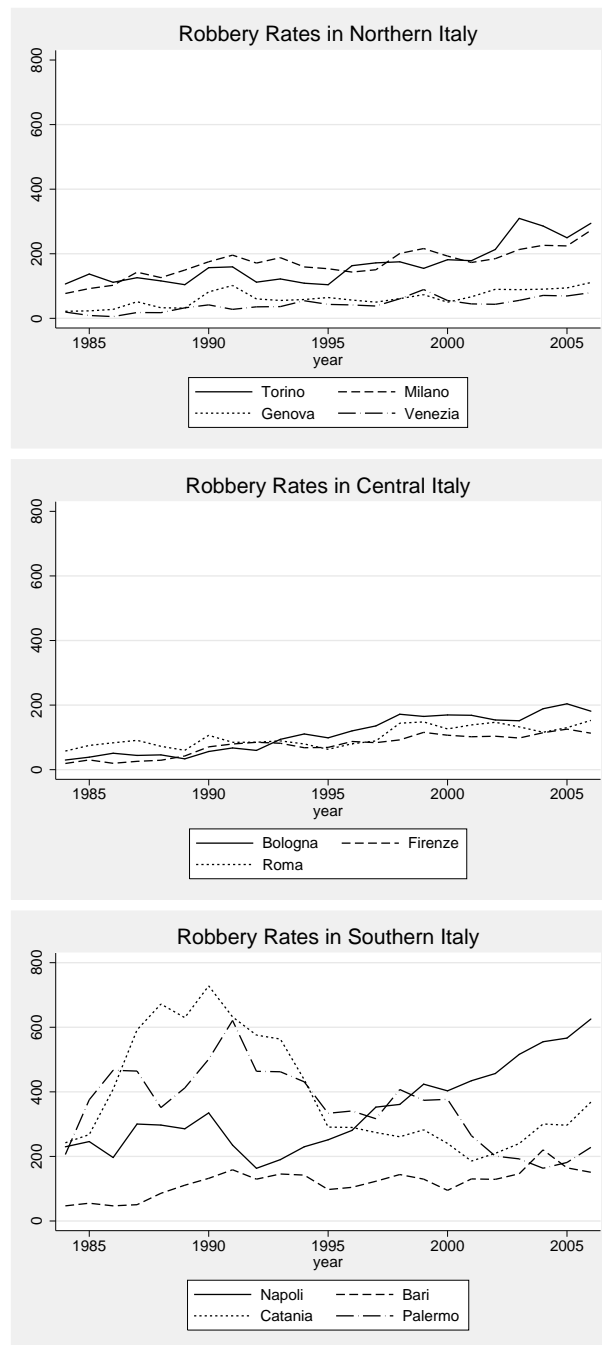 Robbery Rates in Northern Italy
800
600
400
200
0
1985 1990 1995 2000 2005
year
Torino Milano
Genova Venezia
Robbery Rates in Central Italy
800
600
400
200
0
1985 1990 1995 2000 2005
year
Bologna Firenze
Roma
Robbery Rates in Southern Italy
800
600
400
200
0
1985 1990 1995 2000 2005
year
Napoli Bari
Catania Palermo